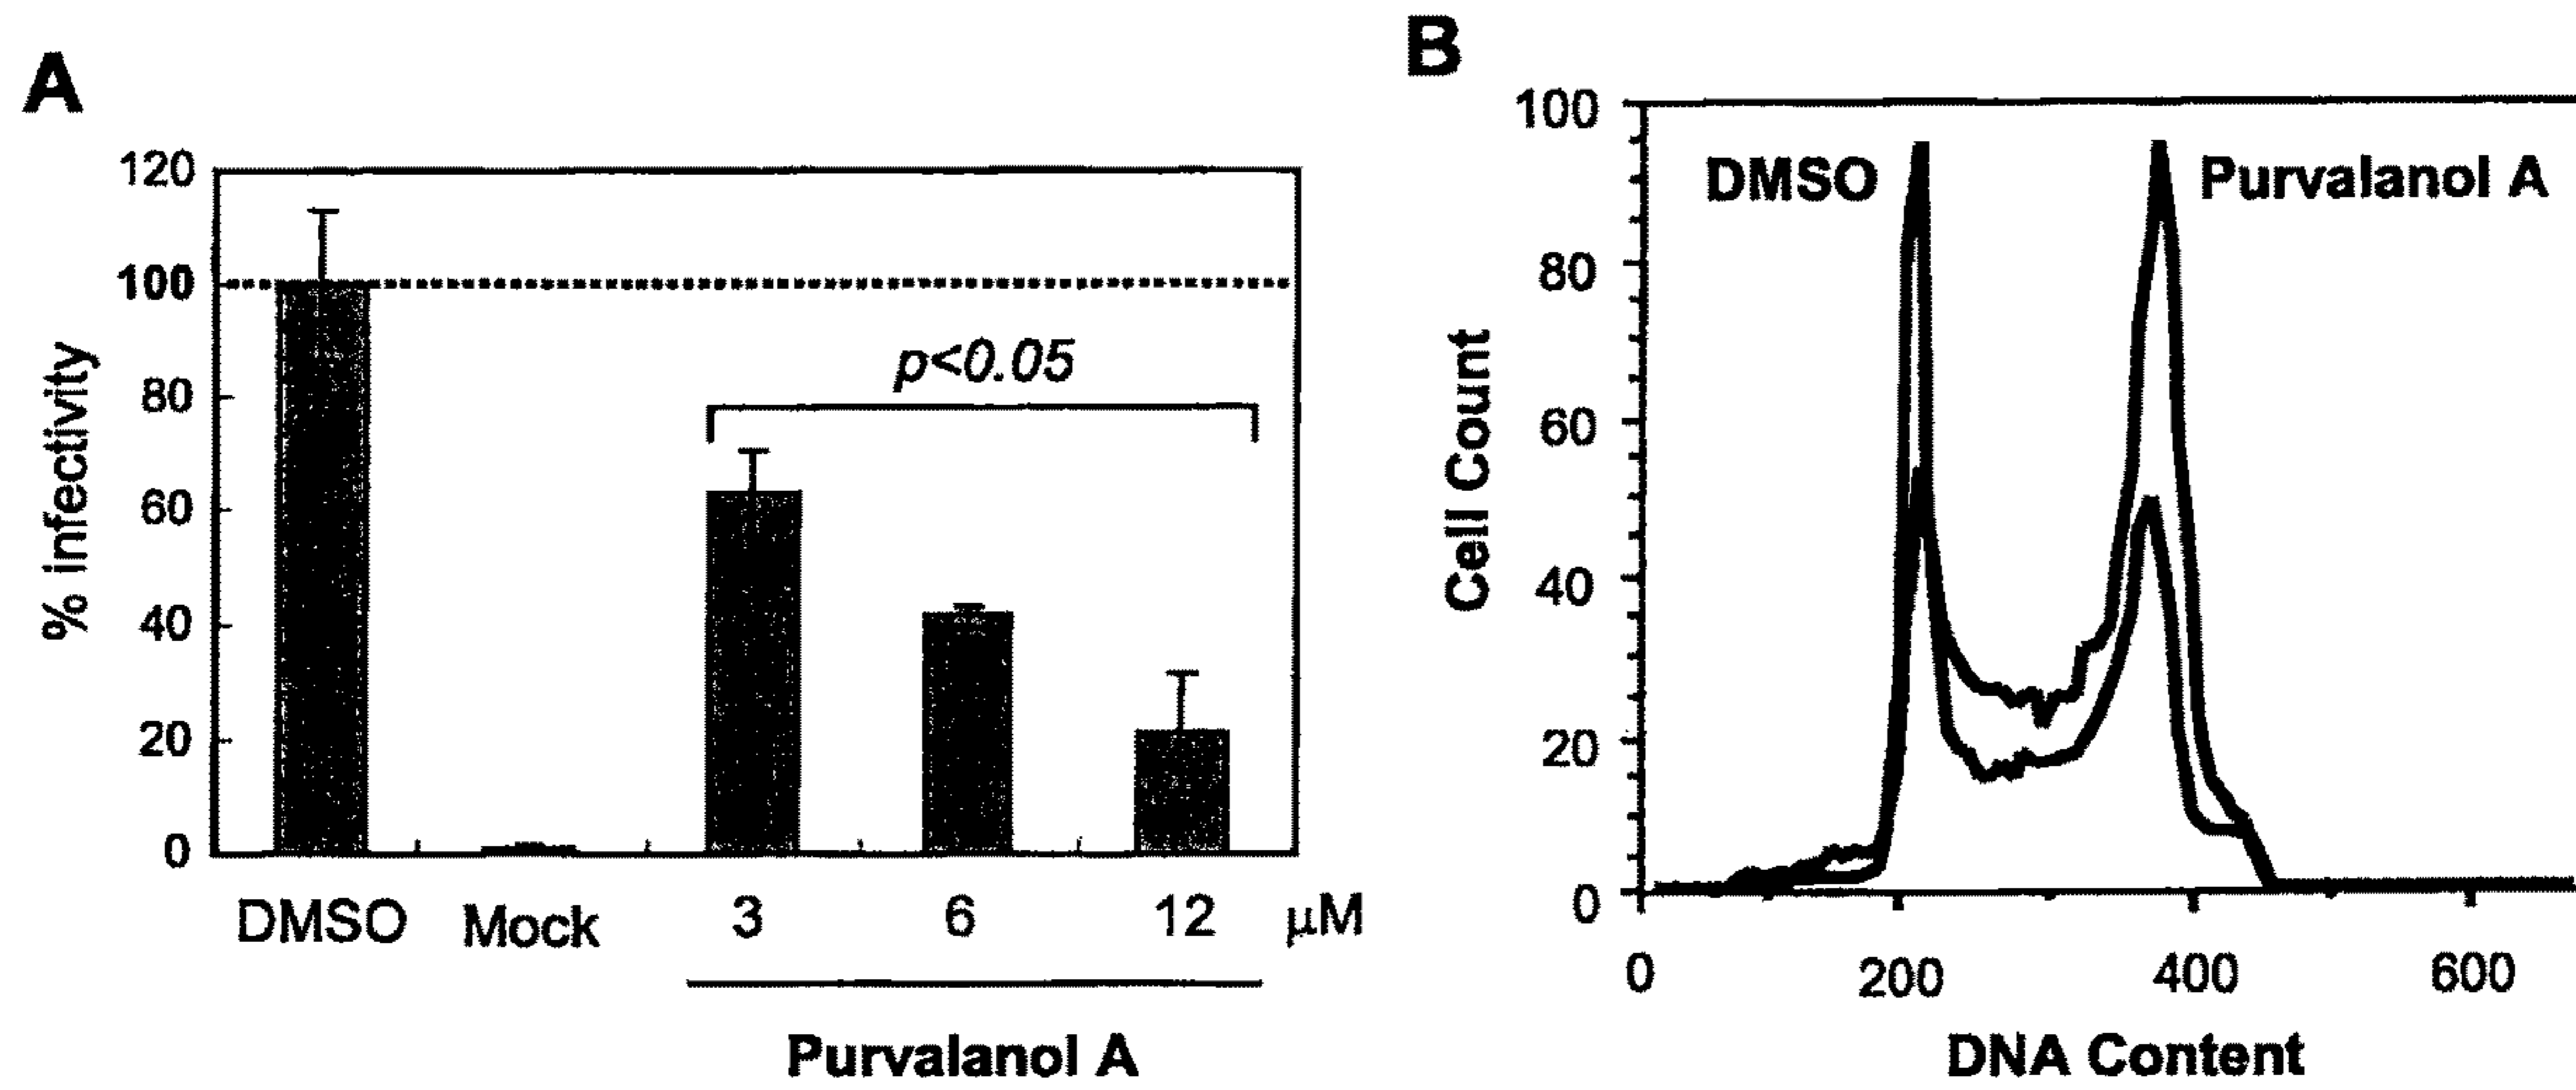 A
120
100
80
60
40
20
0
% infectivity
p<0.05
DMSO Mock 3 6 12 μM
Purvalanol A
B
100
80
60
40
20
0
Cell Count
DMSO Purvalanol A
0 200 400 600
DNA Content